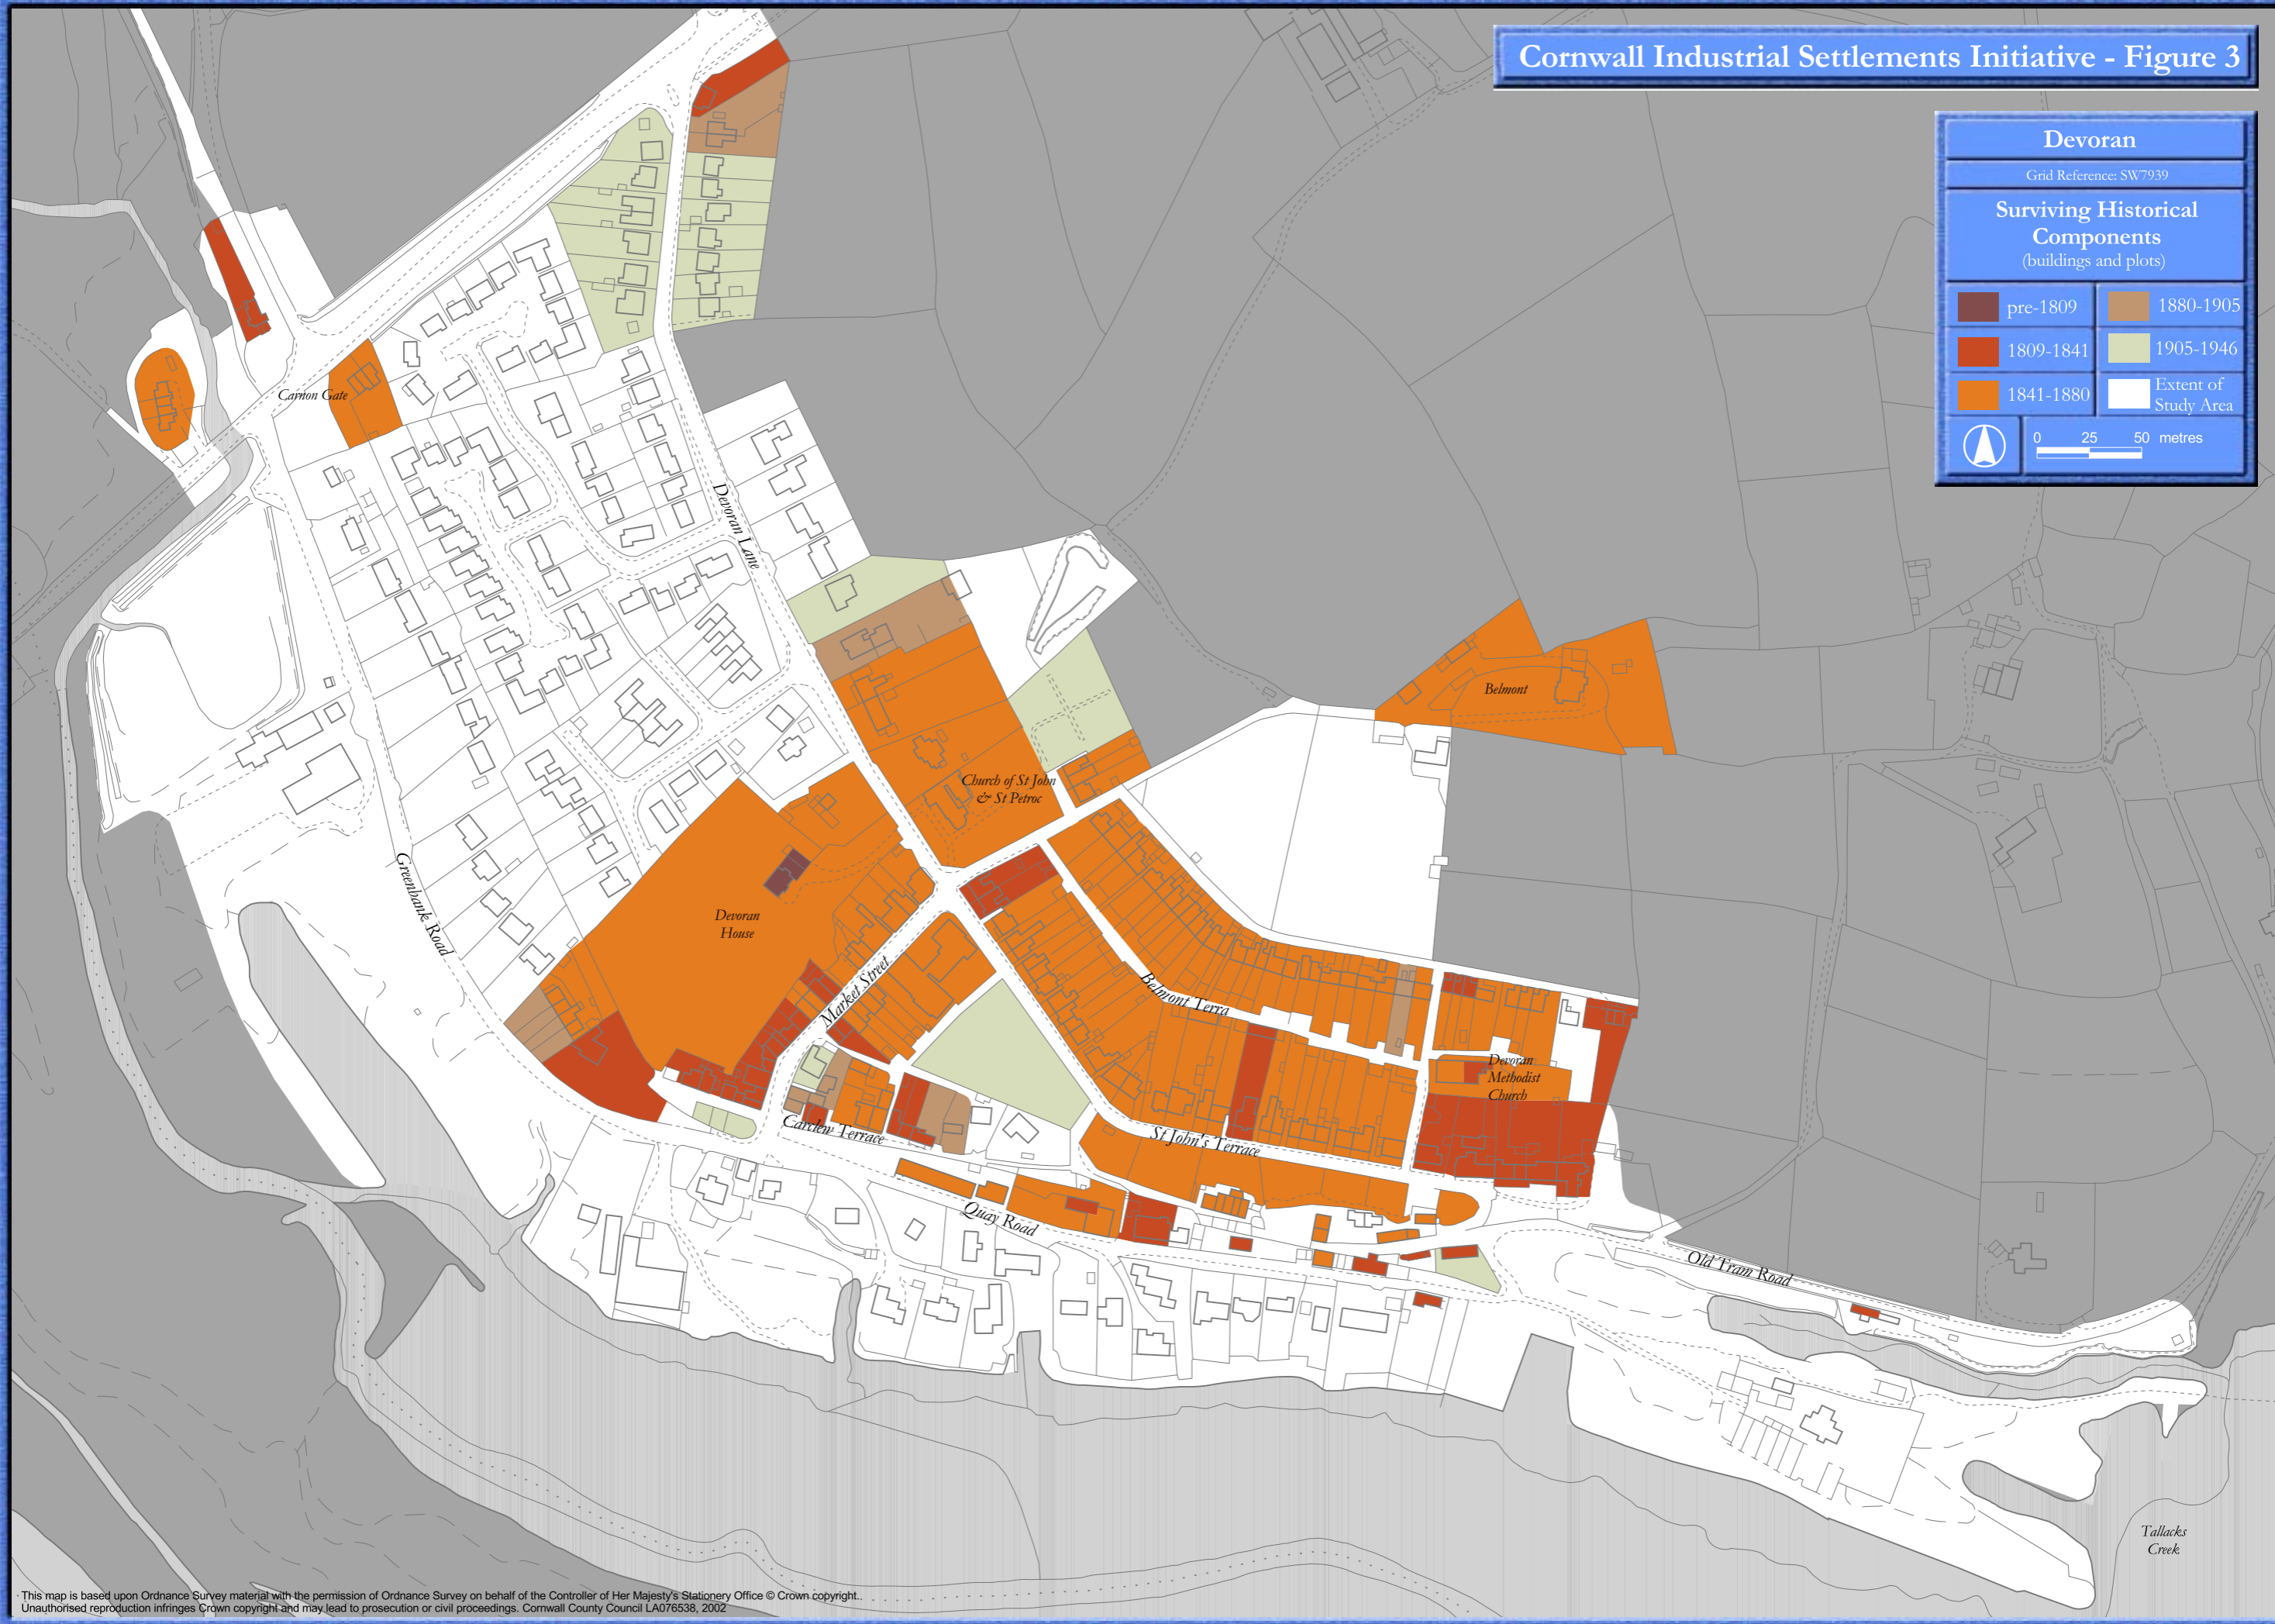 Cornwall Industrial Settlements Initiative - Figure 3
Devoran
Grid Reference: SW7939
Surviving Historical
Components
(buildings and plots)
pre-1809
1880-1905
1809-1841
1905-1946
1841-1880
Extent of
Study Area
0 25 50 metres
Carnon Gate
Devoran Lane
Belmont
Church of St John
& St Petroc
Greenbank Road
Devoran
House
Market Street
Belmont Terra
Devoran
Methodist
Church
Carclew Terrace
St John's Terrace
Quay Road
Old Tram Road
Tallacks
Creek
This map is based upon Ordnance Survey material with the permission of Ordnance Survey on behalf of the Controller of Her Majesty's Stationery Office © Crown copyright..
Unauthorised reproduction infringes Crown copyright and may lead to prosecution or civil proceedings. Cornwall County Council LA076538, 2002